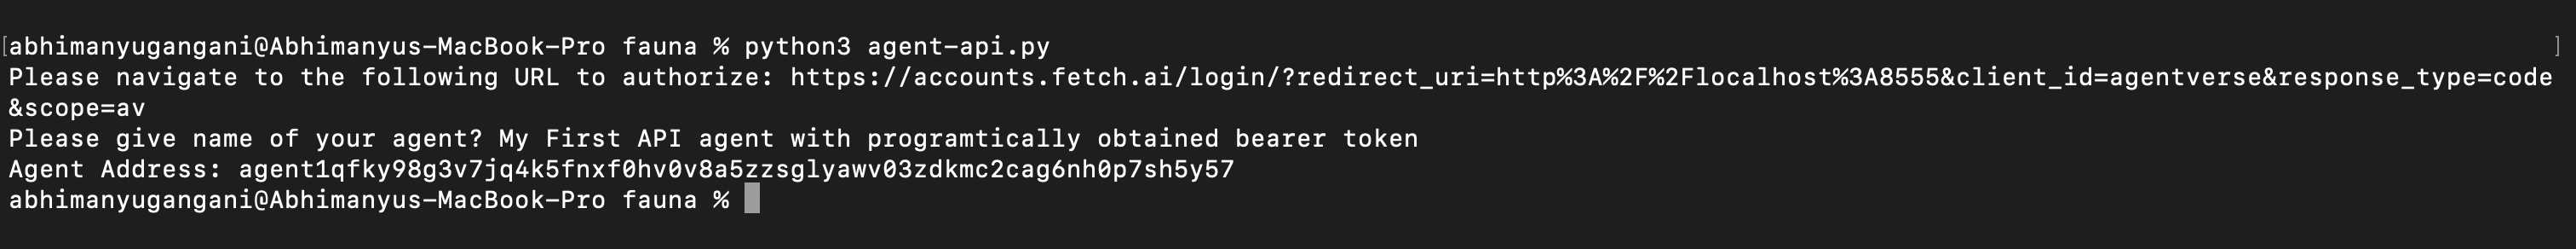 [abhimanyugangani@Abhimanyus-MacBook-Pro fauna % python3 agent-api.py ]
Please navigate to the following URL to authorize: https://accounts.fetch.ai/login/?redirect_uri=http%3A%2F%2Flocalhost%3A8555&client_id=agentverse&response_type=code
&scope=av
Please give name of your agent? My First API agent with programtically obtained bearer token
Agent Address: agent1qfky98g3v7jq4k5fnxf0hv0v8a5zzsglyawv03zdkmc2cag6nh0p7sh5y57
abhimanyugangani@Abhimanyus-MacBook-Pro fauna %